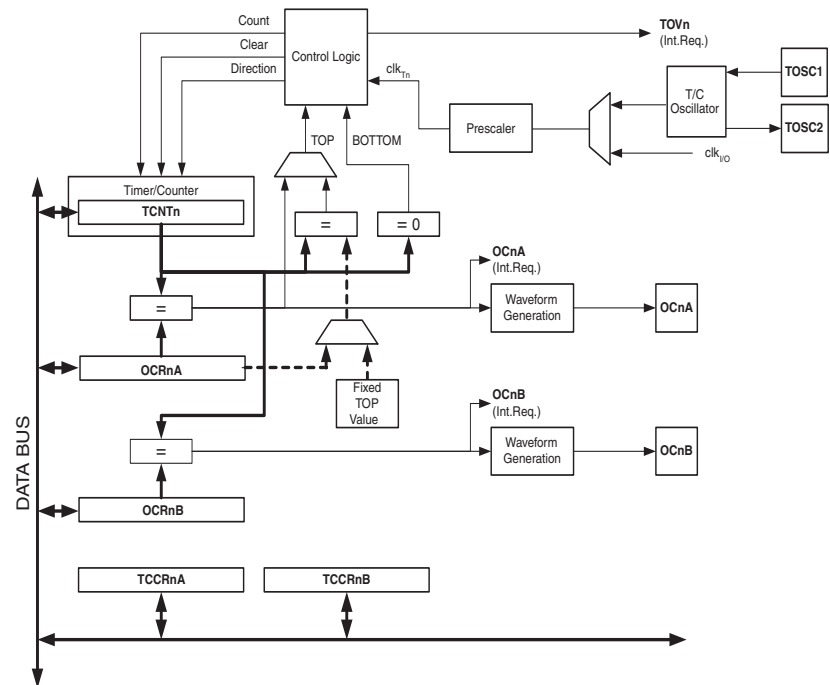 Count
Clear
Direction
Control Logic
TOVn
(Int.Req.)
clkTn
TOSC1
T/C
Oscillator
TOSC2
Prescaler
clkI/O
TOP
BOTTOM
Timer/Counter
TCNTn
=
= 0
OCnA
(Int.Req.)
=
Waveform
Generation
OCnA
OCRnA
Fixed
TOP
Value
OCnB
(Int.Req.)
=
Waveform
Generation
OCnB
DATA BUS
OCRnB
TCCRnA
TCCRnB